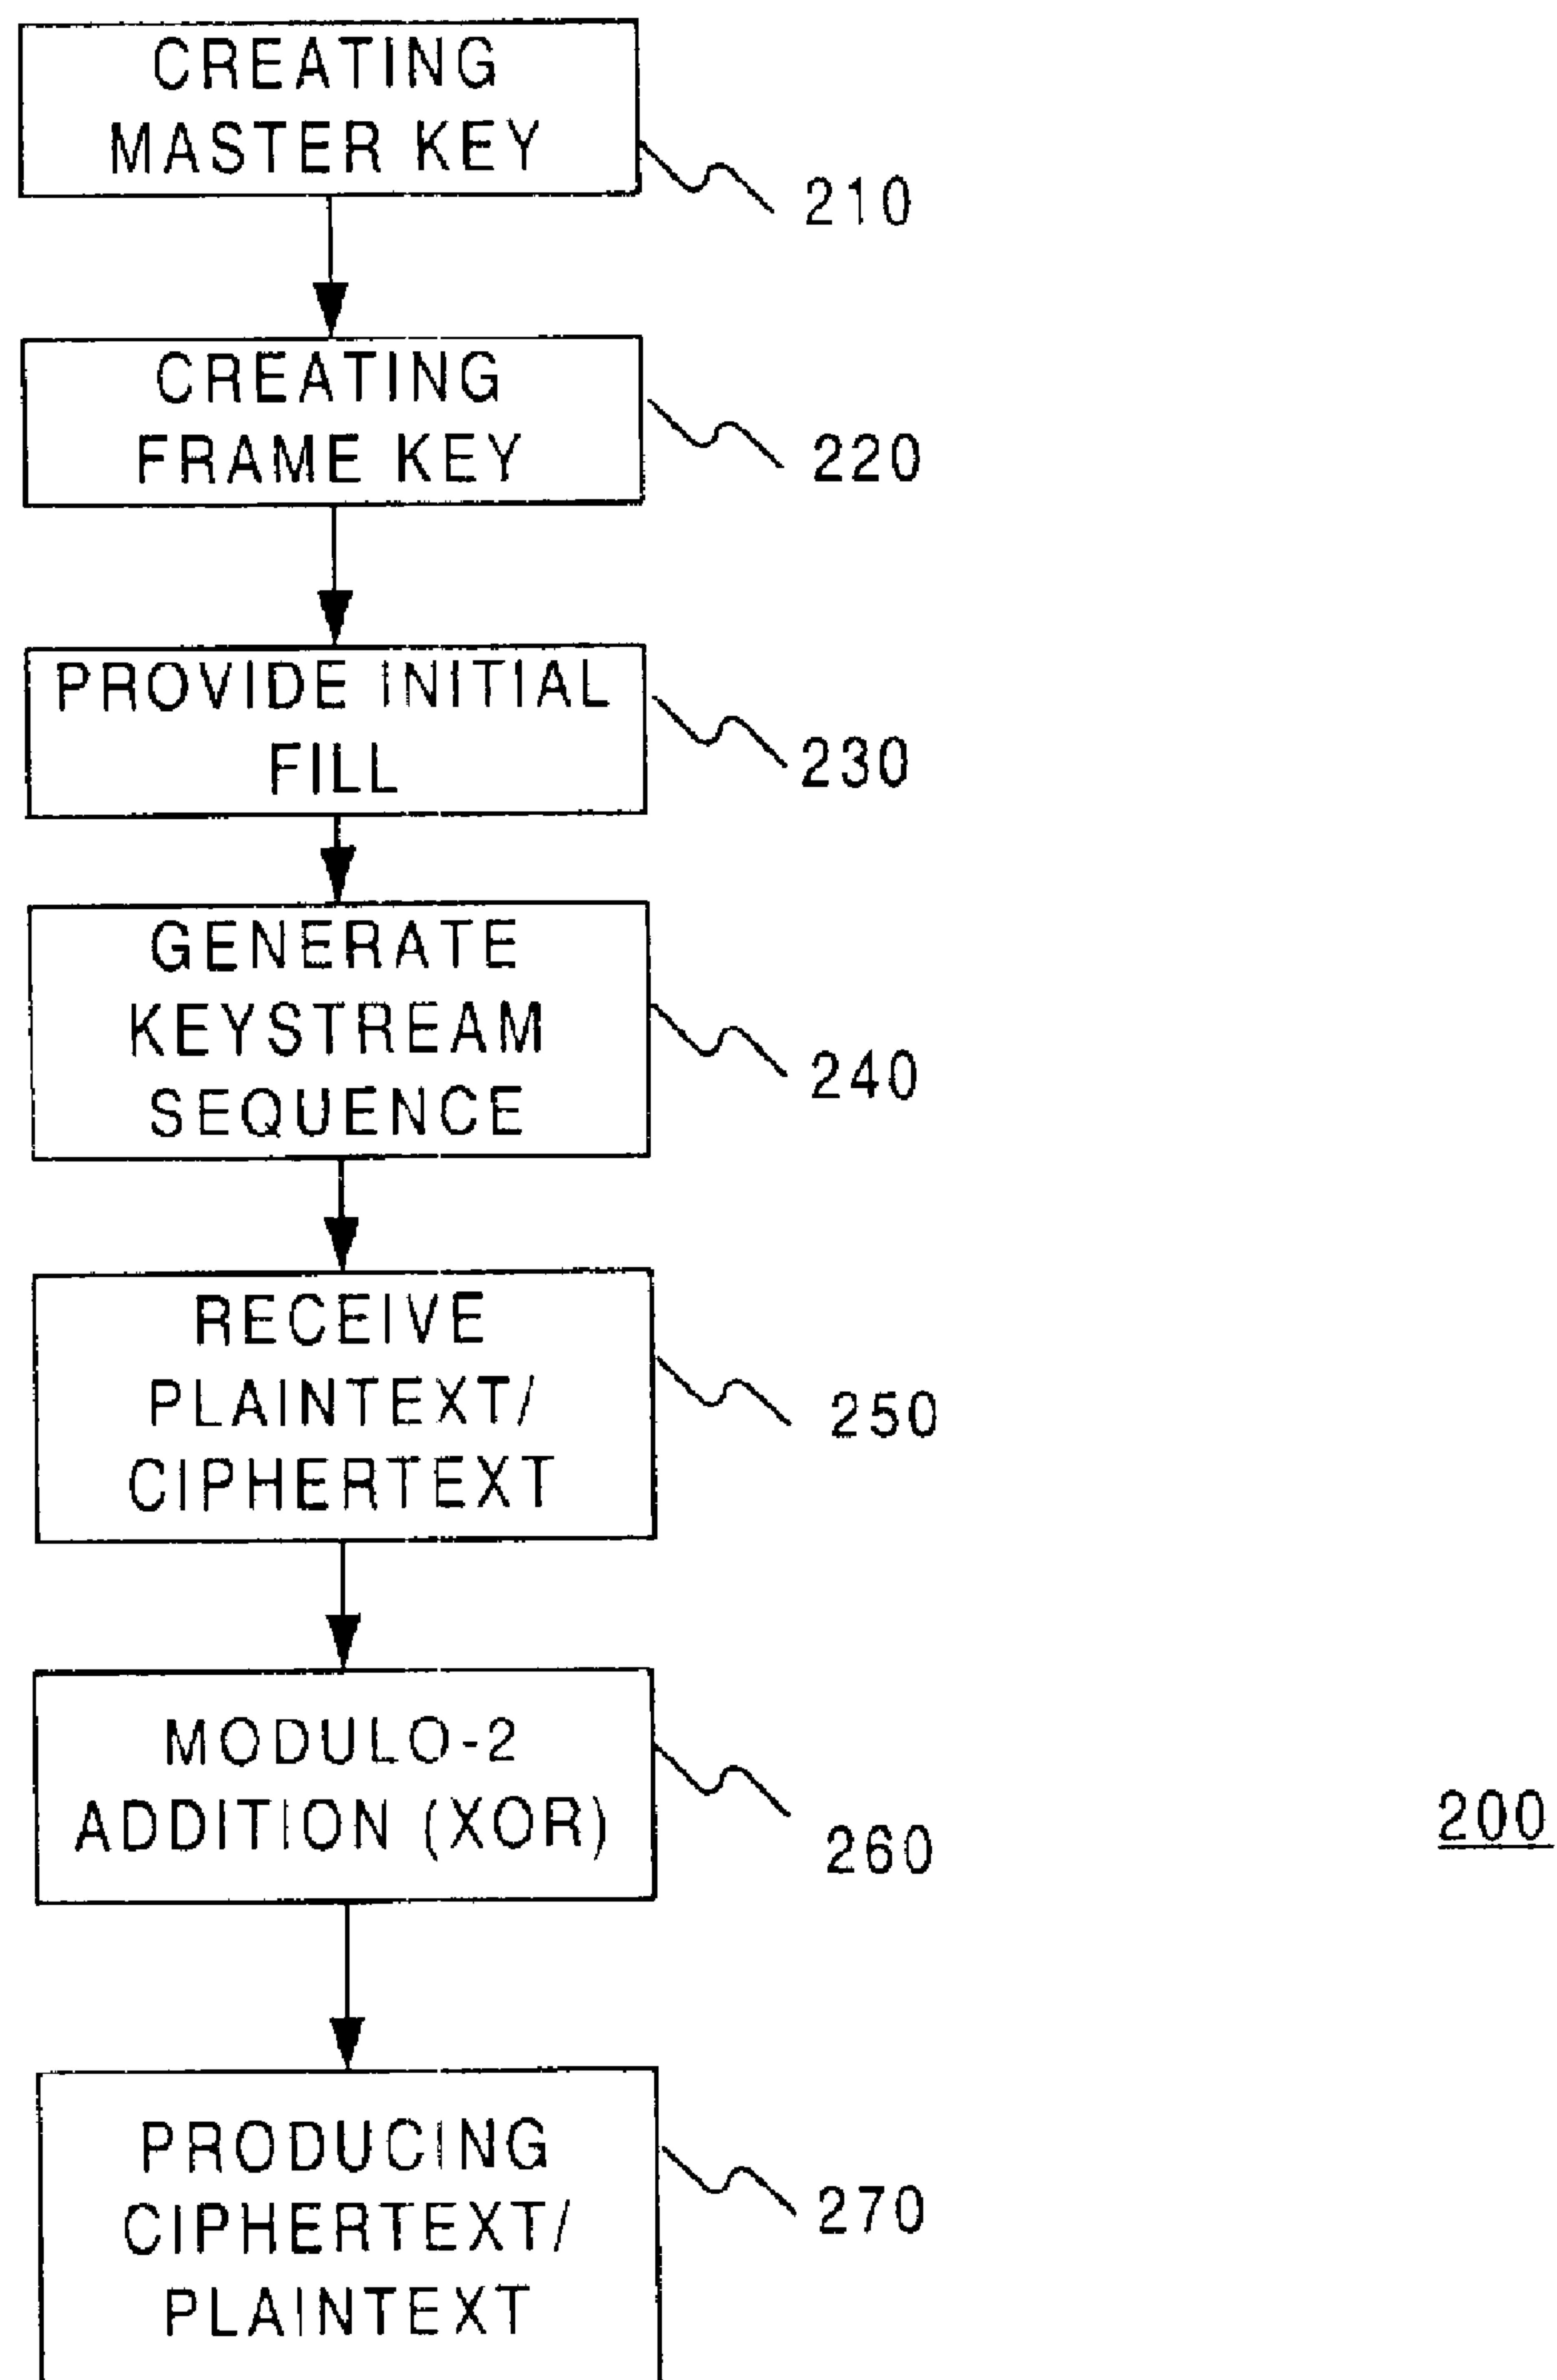 CREATING
MASTER KEY
210
CREATING
FRAME KEY
220
PROVIDE INITIAL
FILL
230
GENERATE
KEYSTREAM
SEQUENCE
240
RECEIVE
PLAINTEXT/
CIPHERTEXT
250
MODULO-2
ADDITION (XOR)
260
200
PRODUCING
CIPHERTEXT/
PLAINTEXT
270